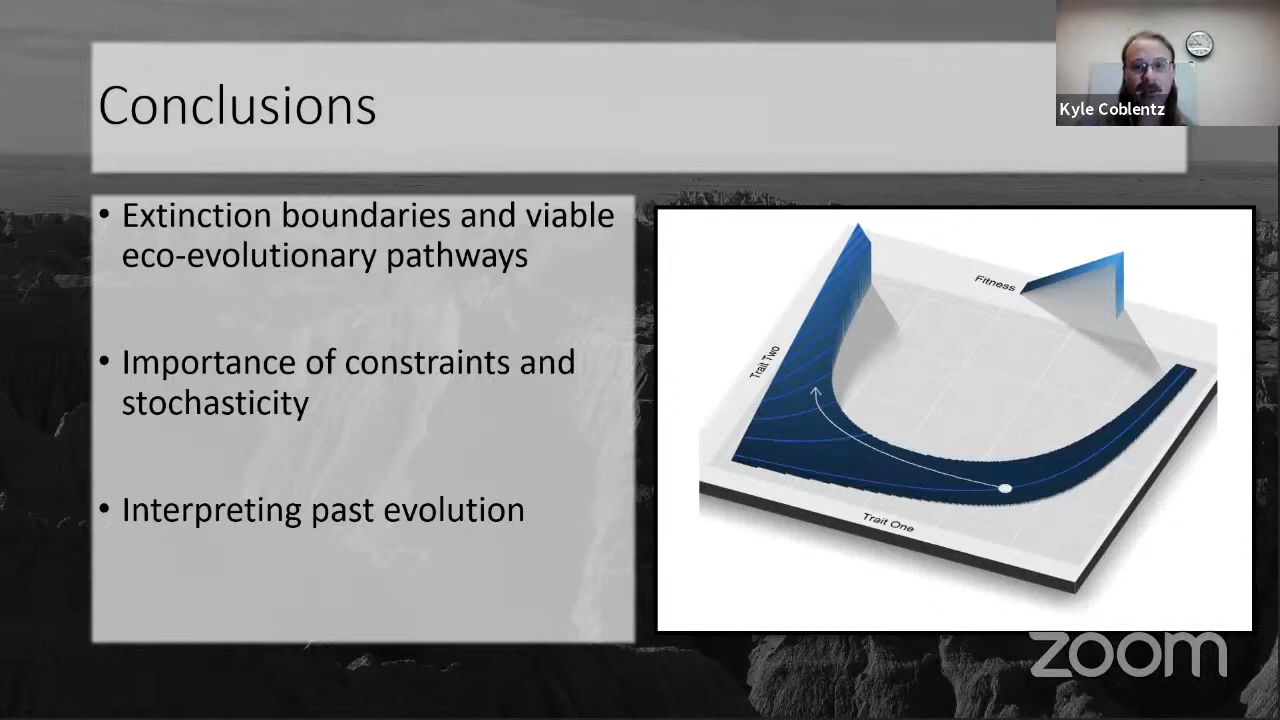 Conclusions
Kyle Coblentz
• Extinction boundaries and viable
eco-evolutionary pathways
• Importance of constraints and
stochasticity
• Interpreting past evolution
Fitness
Trait Two
Trait One
zoom